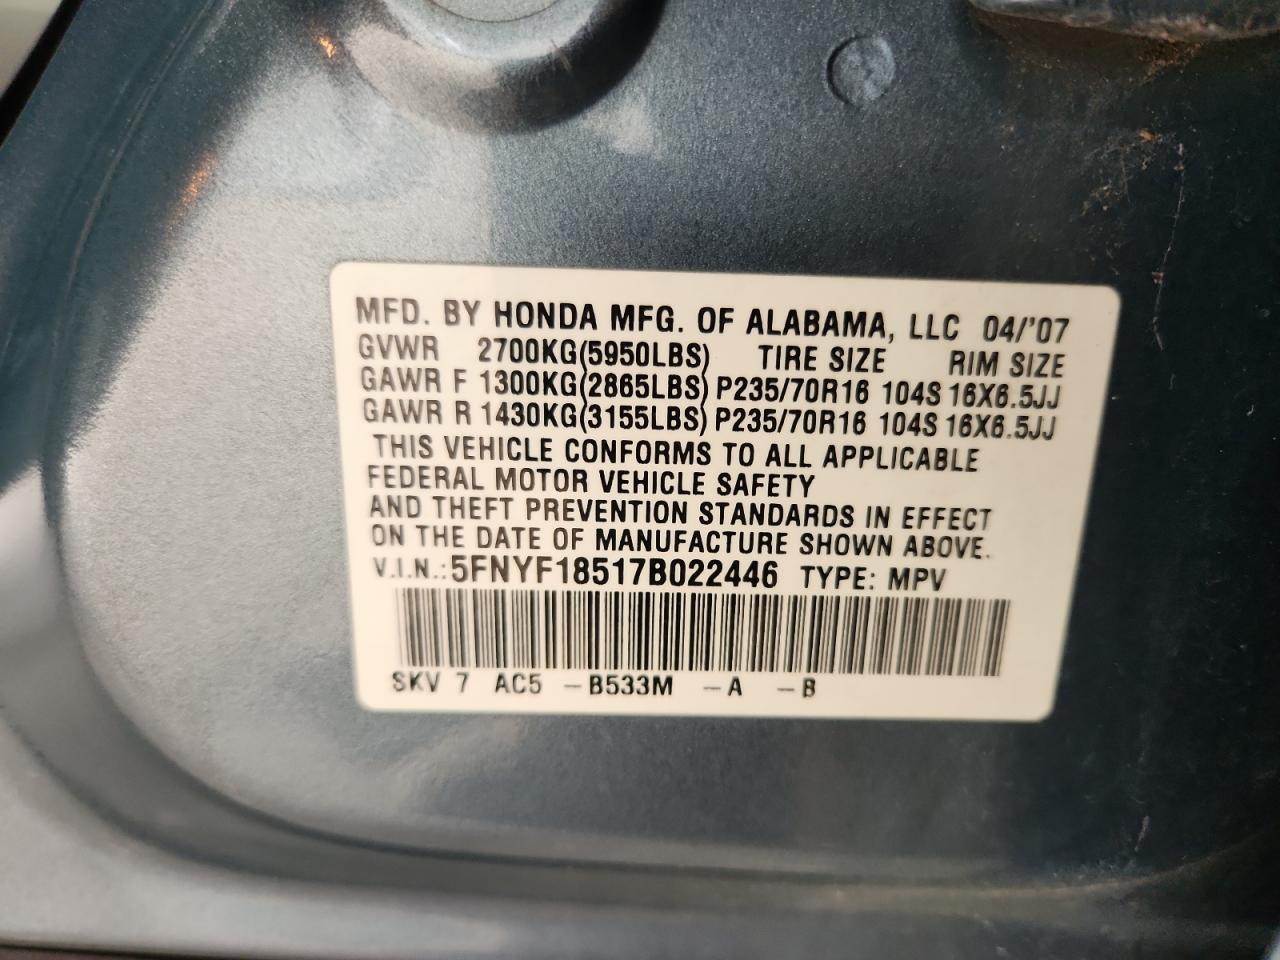 MFD. BY HONDA MFG. OF ALABAMA, LLC 04/'07
GVWR 2700KG(5950LBS) TIRE SIZE RIM SIZE
GAWR F 1300KG(2865LBS) P235/70R16 104S 16X6.5JJ
GAWR R 1430KG(3155LBS) P235/70R16 104S 16X6.5JJ
THIS VEHICLE CONFORMS TO ALL APPLICABLE
FEDERAL MOTOR VEHICLE SAFETY
AND THEFT PREVENTION STANDARDS IN EFFECT
ON THE DATE OF MANUFACTURE SHOWN ABOVE.
V.I.N.: 5FNYF18517B022446 TYPE: MPV
SKV 7 AC5 -B533M -A -B